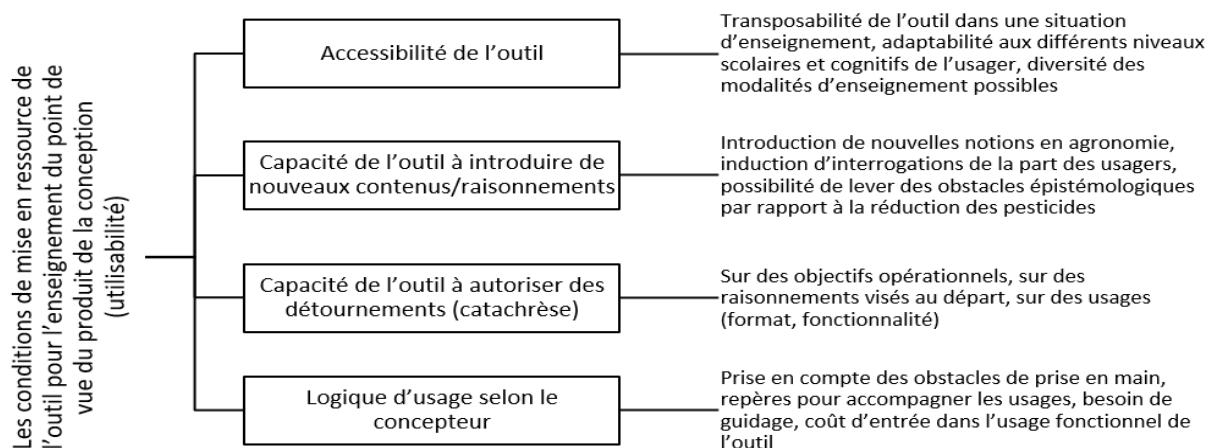 Les conditions de mise en ressource de
l'outil pour l'enseignement du point de
vue du produit de la conception
(utilisabilité)
Accessibilité de l'outil
Transposabilité de l'outil dans une situation
d'enseignement, adaptabilité aux différents niveaux
scolaires et cognitifs de l'usager, diversité des
modalités d'enseignement possibles
Capacité de l'outil à introduire de
nouveaux contenus/raisonnements
Introduction de nouvelles notions en agronomie,
induction d'interrogations de la part des usagers,
possibilité de lever des obstacles épistémologiques
par rapport à la réduction des pesticides
Capacité de l'outil à autoriser des
détournements (catachrèse)
Sur des objectifs opérationnels, sur des
raisonnements visés au départ, sur des usages
(format, fonctionnalité)
Logique d'usage selon le
concepteur
Prise en compte des obstacles de prise en main,
repères pour accompagner les usages, besoin de
guidage, coût d'entrée dans l'usage fonctionnel de
l'outil